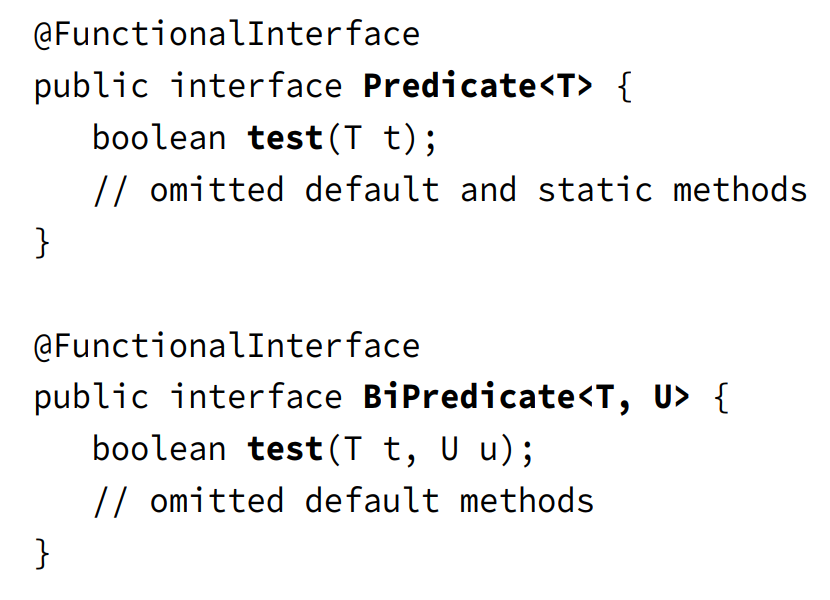 @FunctionalInterface
public interface Predicate<T> {
   boolean test(T t);
   // omitted default and static methods
}

@FunctionalInterface
public interface BiPredicate<T, U> {
   boolean test(T t, U u);
   // omitted default methods
}